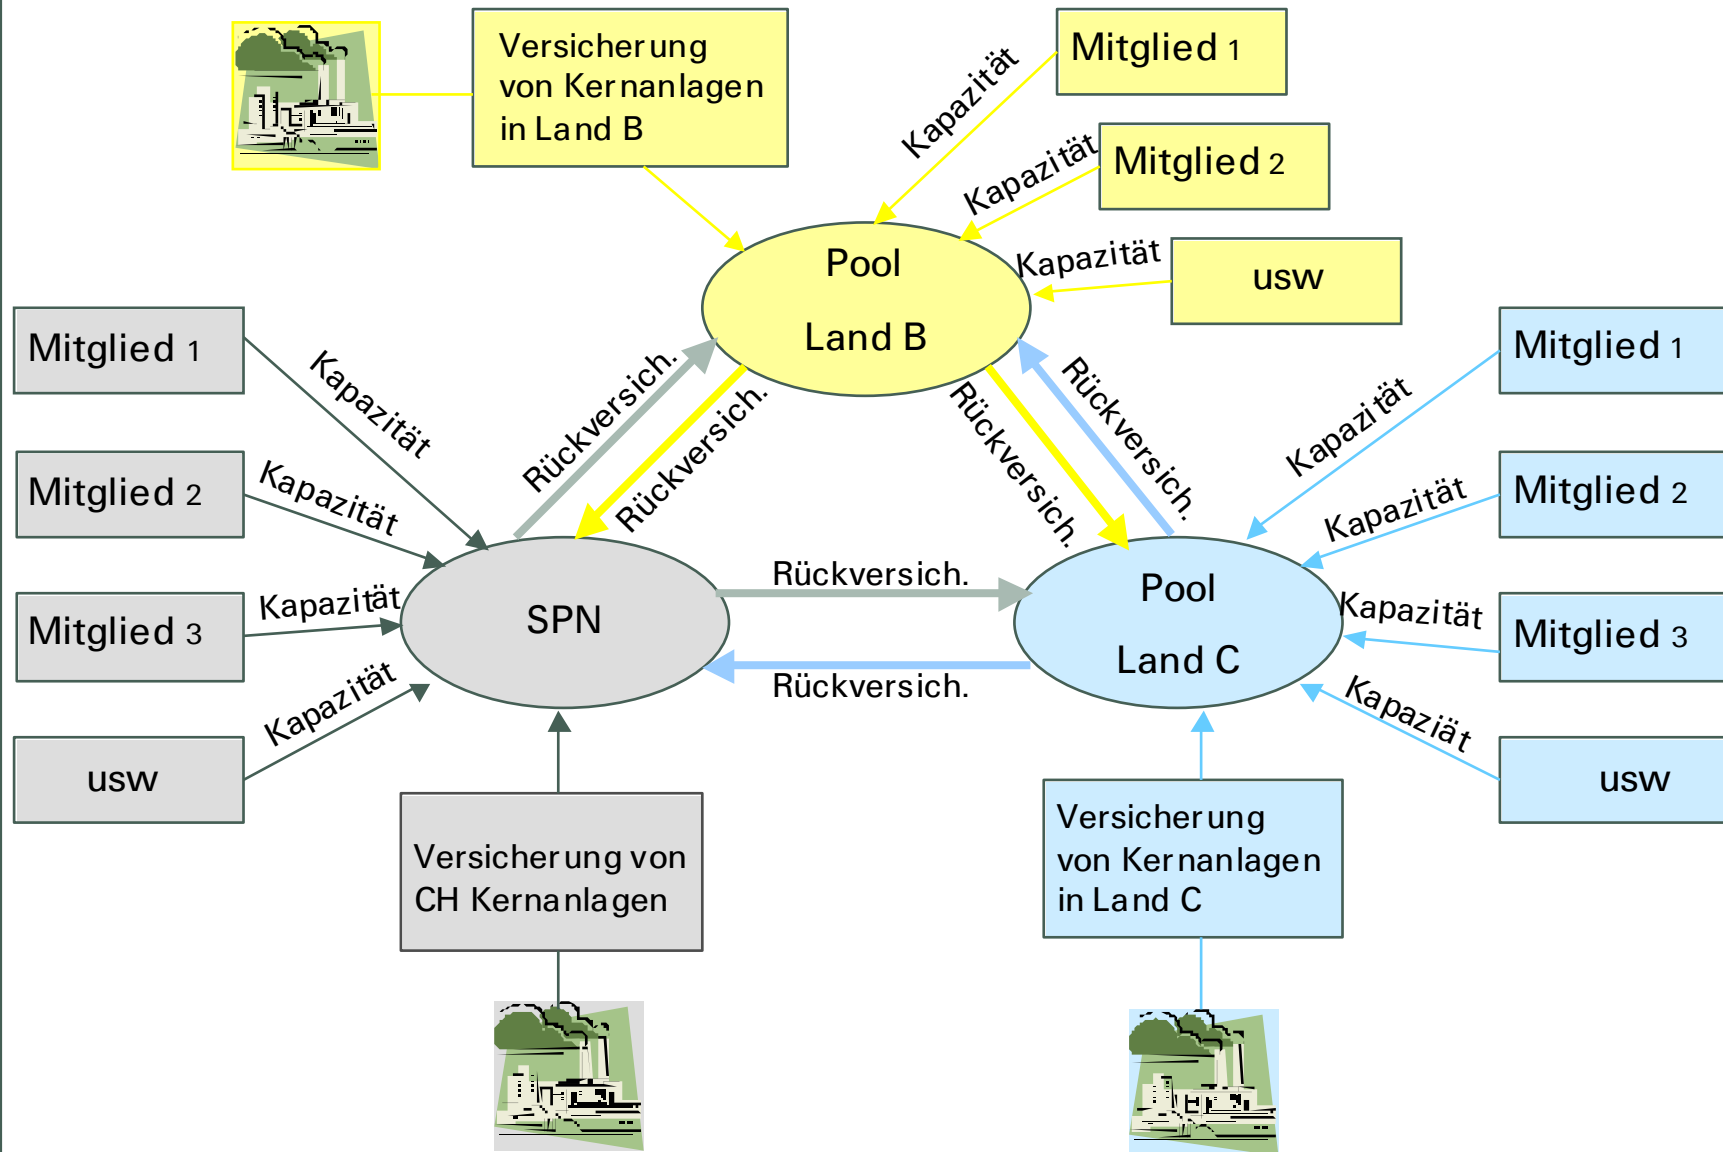 Versicherung
von Kernanlagen
in Land B
Mitglied 1
Kapazität
Mitglied 2
Kapazität
usw
Kapazität
Pool
Land B
Mitglied 1
Kapazität
Mitglied 2
Kapazität
Mitglied 3
Kapazität
usw
Kapazität
Rückversich.
Rückversich.
Rückversich.
Rückversich.
SPN
Rückversich.
Rückversich.
Pool
Land C
Mitglied 1
Kapazität
Mitglied 2
Kapazität
Mitglied 3
Kapazität
usw
Kapaziät
Versicherung von
CH Kernanlagen
Versicherung
von Kernanlagen
in Land C